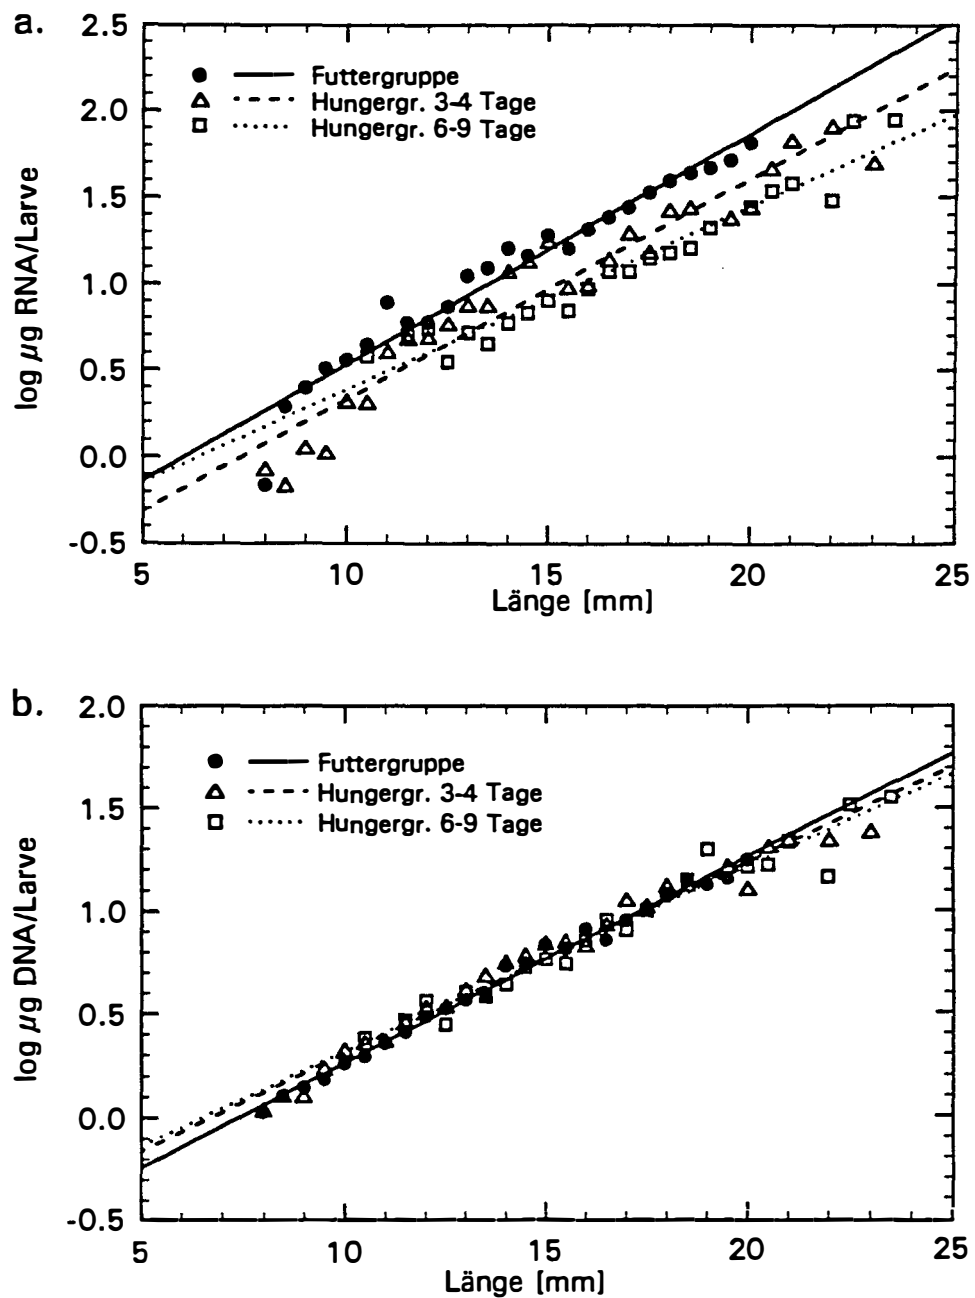 a.
2.5
2.0
1.5
1.0
0.5
0.0
-0.5
log µg RNA/Larve
Futtergruppe
Hungergr. 3-4 Tage
Hungergr. 6-9 Tage
5 10 15 20 25
Länge [mm]
b.
2.0
1.5
1.0
0.5
0.0
-0.5
log µg DNA/Larve
Futtergruppe
Hungergr. 3-4 Tage
Hungergr. 6-9 Tage
5 10 15 20 25
Länge [mm]